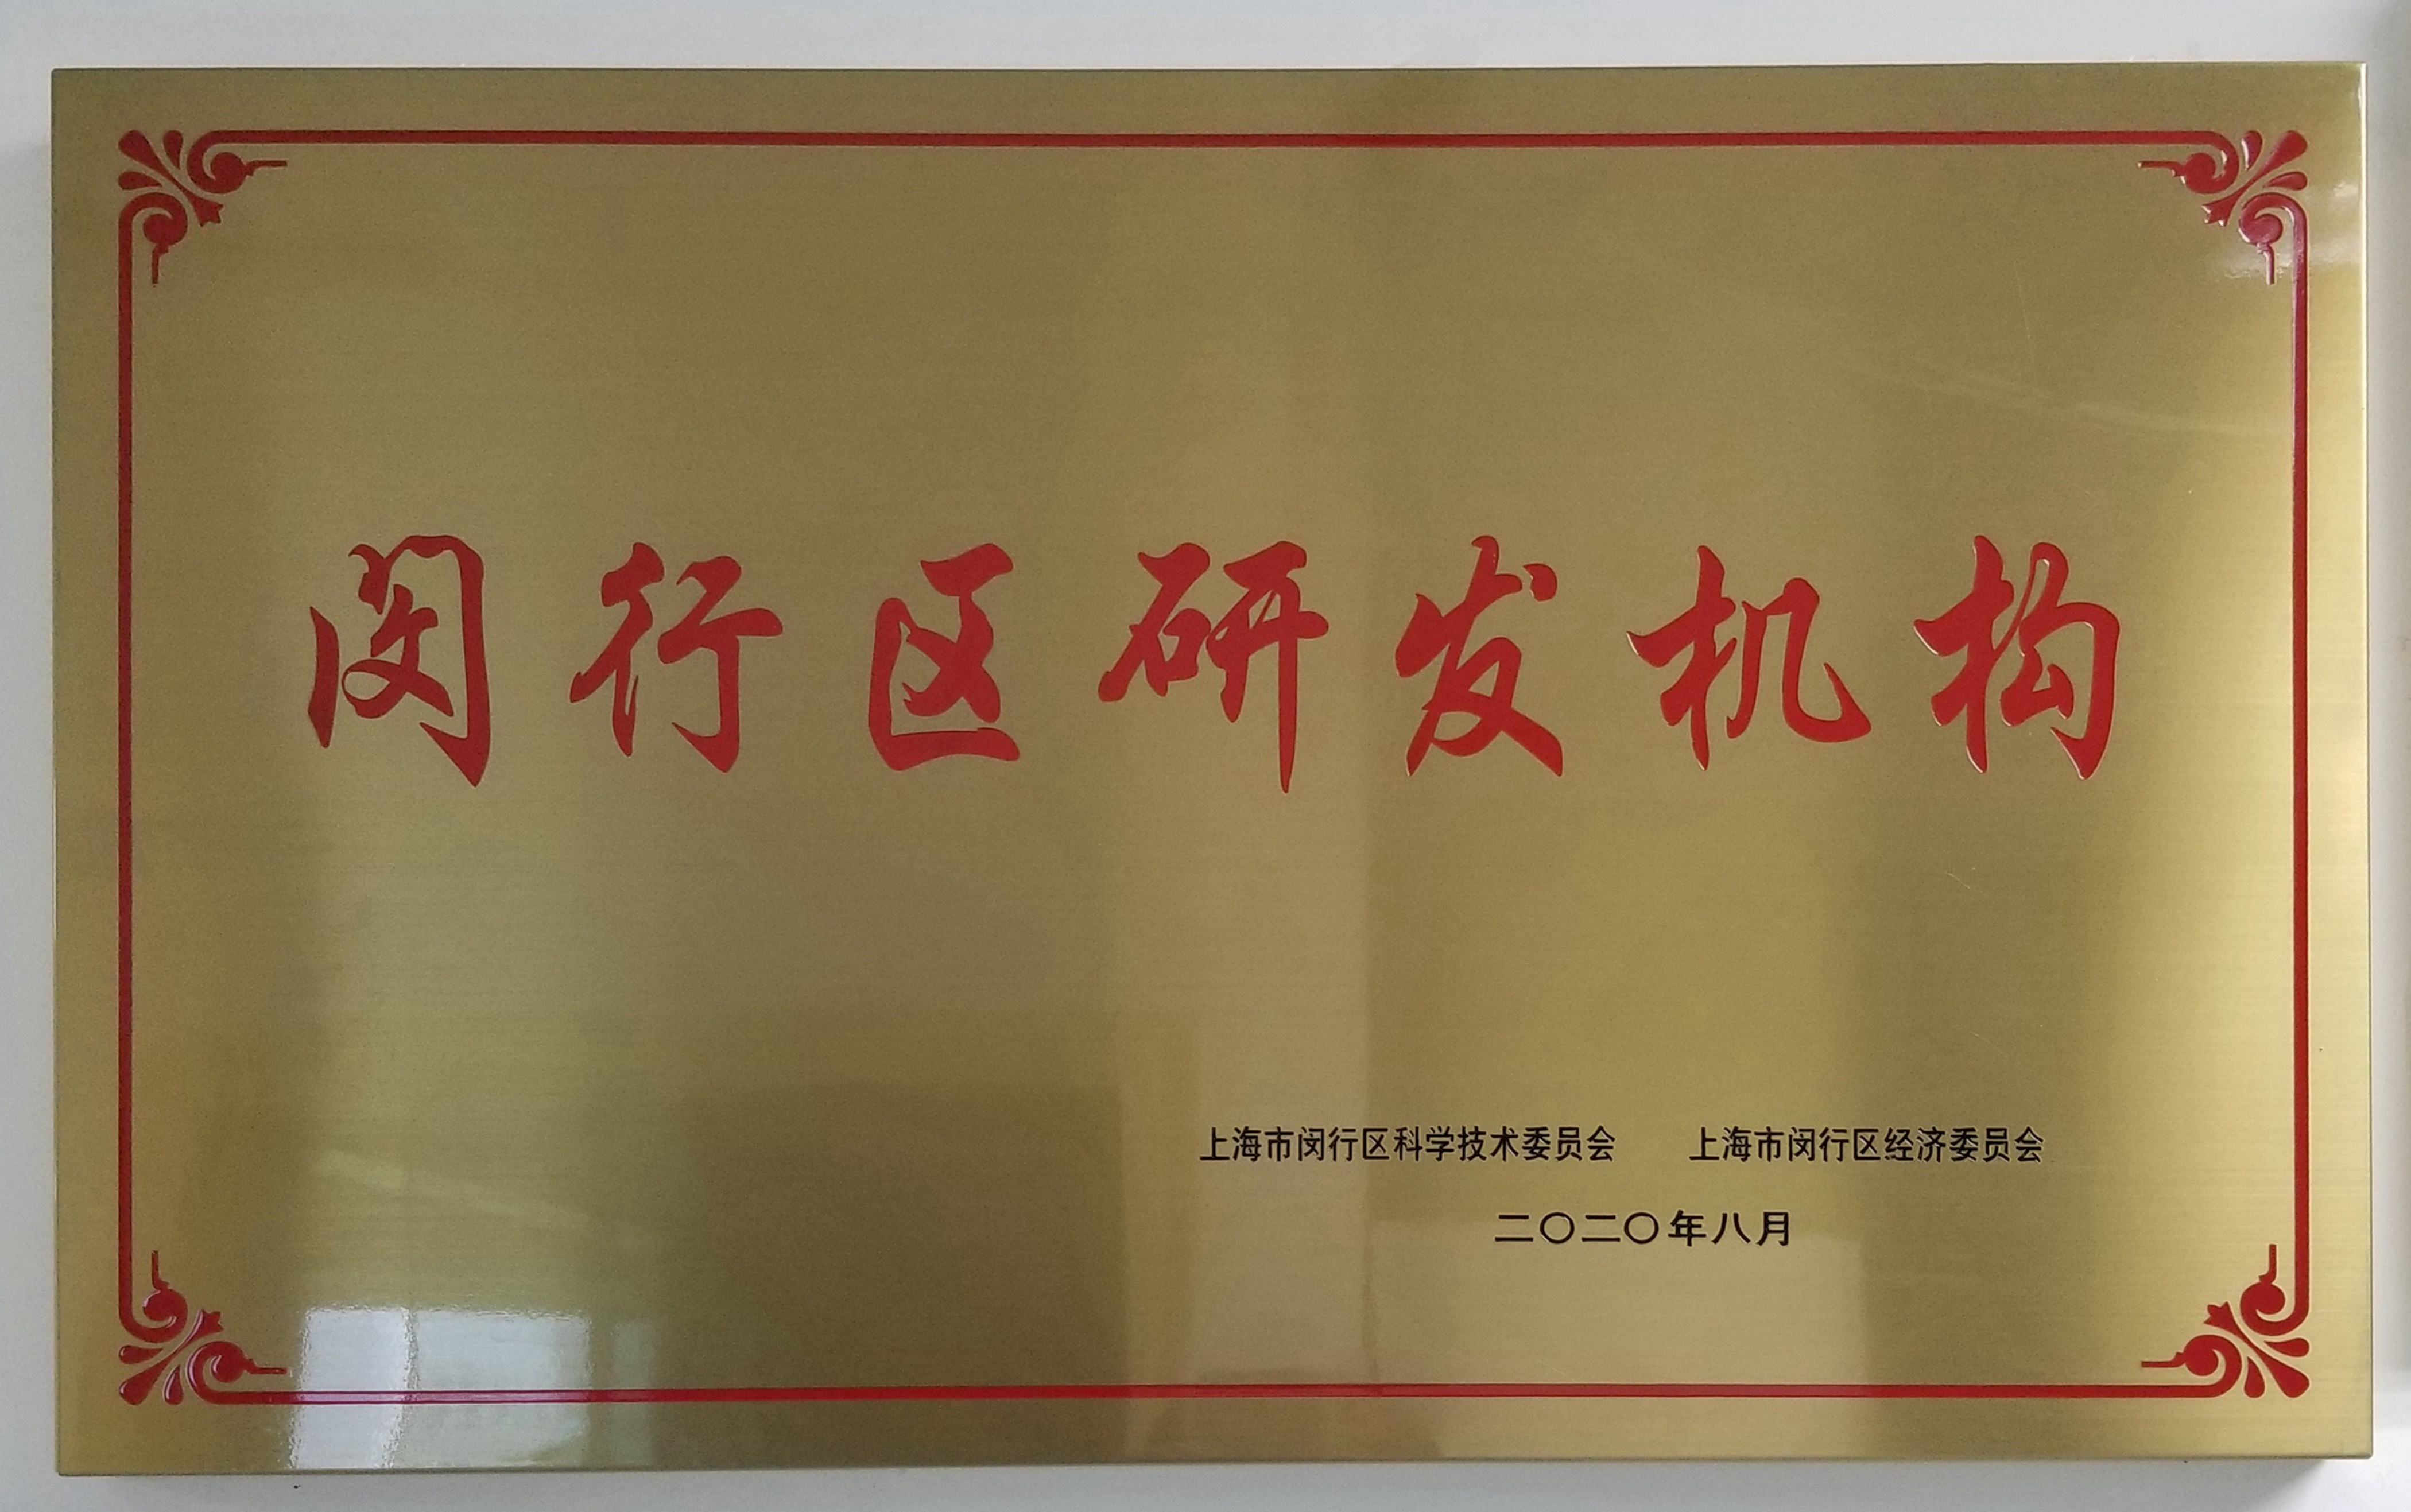 闵行区研发机构
上海市闵行区科学技术委员会 上海市闵行区经济委员会
二〇二〇年八月